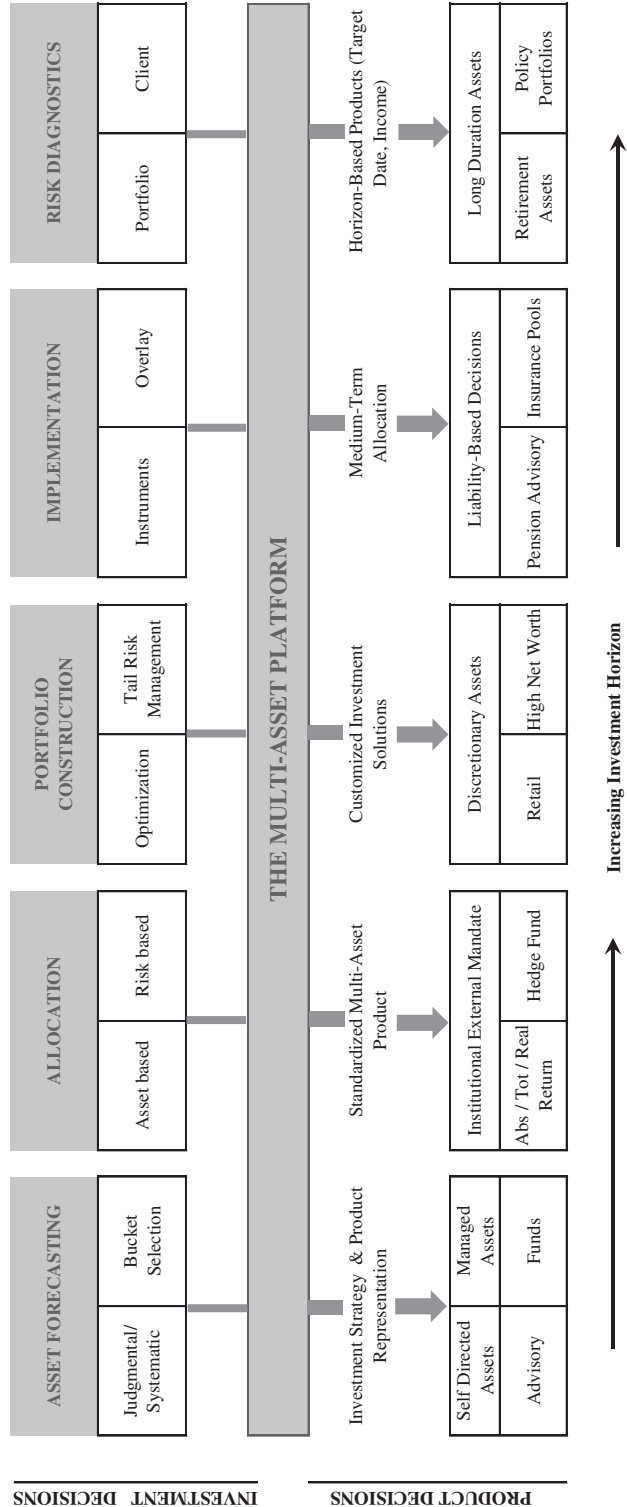 INVESTMENT
DECISIONS
ASSET FORECASTING
Judgmental/
Systematic
Bucket
Selection
ALLOCATION
Asset based
Risk based
PORTFOLIO
CONSTRUCTION
Optimization
Tail Risk
Management
IMPLEMENTATION
Instruments
Overlay
RISK DIAGNOSTICS
Portfolio
Client
THE MULTI-ASSET PLATFORM
PRODUCT DECISIONS
Investment Strategy & Product
Representation
Standardized Multi-Asset
Product
Customized Investment
Solutions
Medium-Term
Allocation
Horizon-Based Products (Target
Date, Income)
Self Directed
Assets
Managed
Assets
Advisory
Funds
Institutional External Mandate
Abs / Tot / Real
Return
Hedge Fund
Discretionary Assets
Retail
High Net Worth
Liability-Based Decisions
Pension Advisory
Insurance Pools
Long Duration Assets
Retirement
Assets
Policy
Portfolios
Increasing Investment Horizon